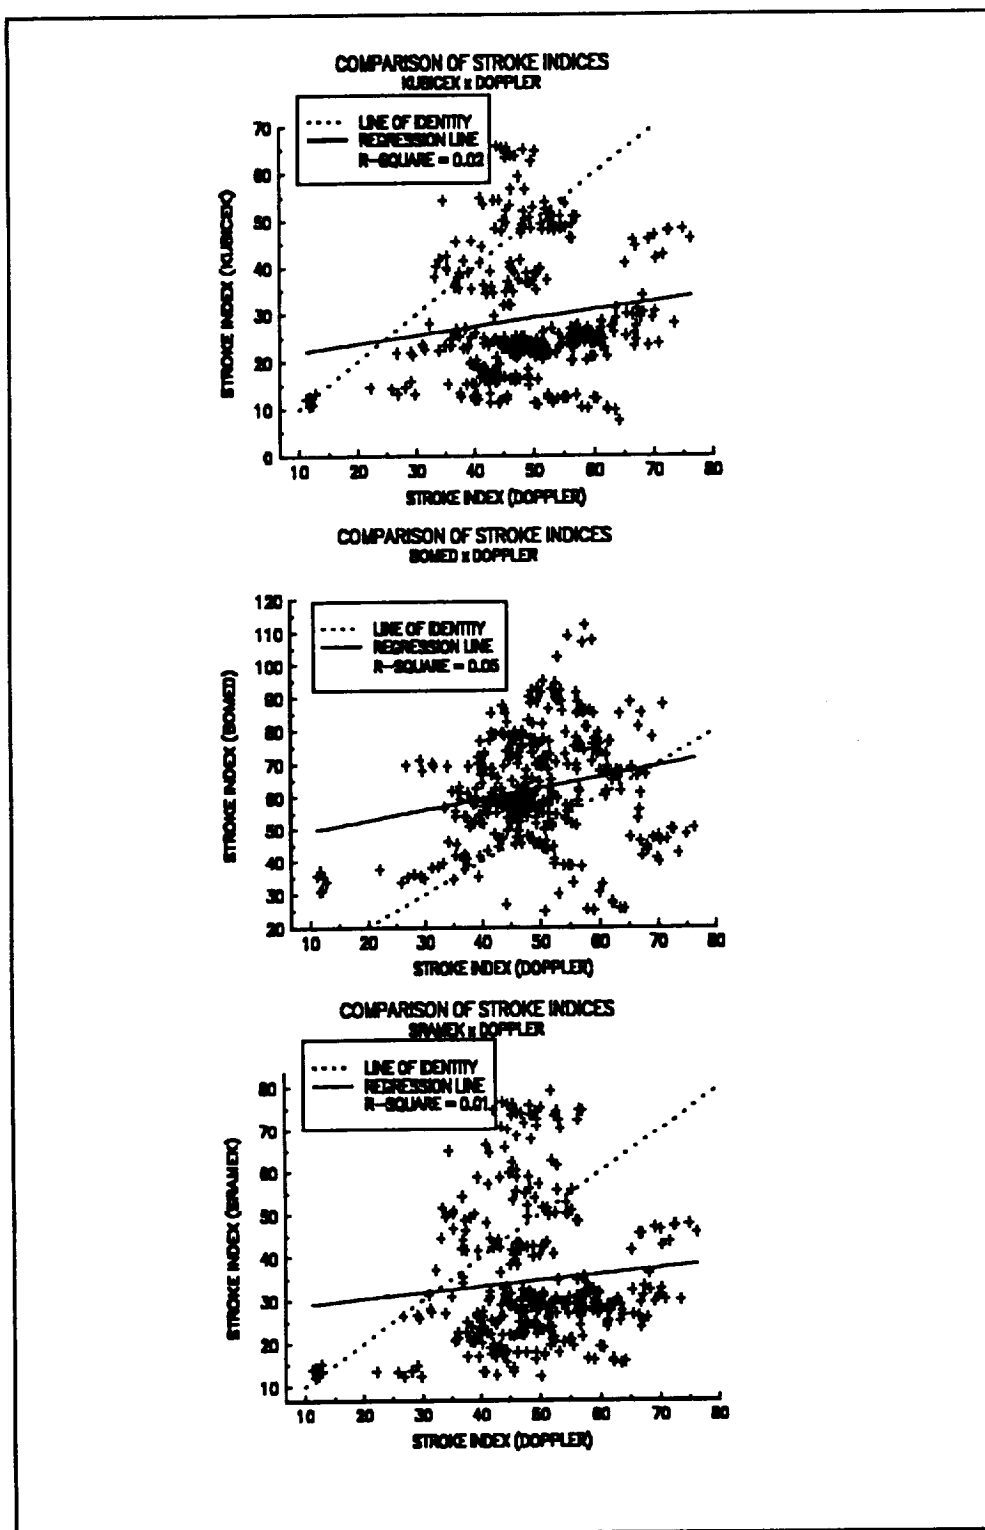 COMPARISON OF STROKE INDICES
KUBICEK x DOPPLER
LINE OF IDENTITY
REGRESSION LINE
R-SQUARE = 0.02
STROKE INDEX (KUBICEK)
70
60
50
40
30
20
10
0
10 20 30 40 50 60 70 80
STROKE INDEX (DOPPLER)
COMPARISON OF STROKE INDICES
BOMED x DOPPLER
LINE OF IDENTITY
REGRESSION LINE
R-SQUARE = 0.05
STROKE INDEX (BOMED)
120
110
100
90
80
70
60
50
40
30
20
10 20 30 40 50 60 70 80
STROKE INDEX (DOPPLER)
COMPARISON OF STROKE INDICES
SRAMEK x DOPPLER
LINE OF IDENTITY
REGRESSION LINE
R-SQUARE = 0.01
STROKE INDEX (SRAMEK)
80
70
60
50
40
30
20
10
10 20 30 40 50 60 70 80
STROKE INDEX (DOPPLER)